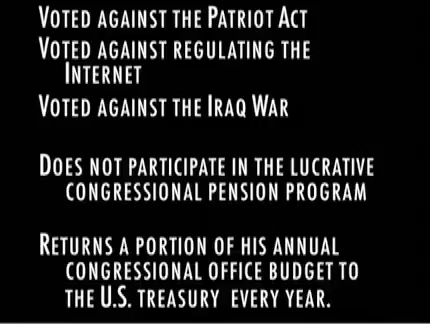 Voted against the Patriot Act
Voted against regulating the
Internet
Voted against the Iraq War
Does not participate in the lucrative
congressional pension program
Returns a portion of his annual
congressional office budget to
the U.S. treasury every year.